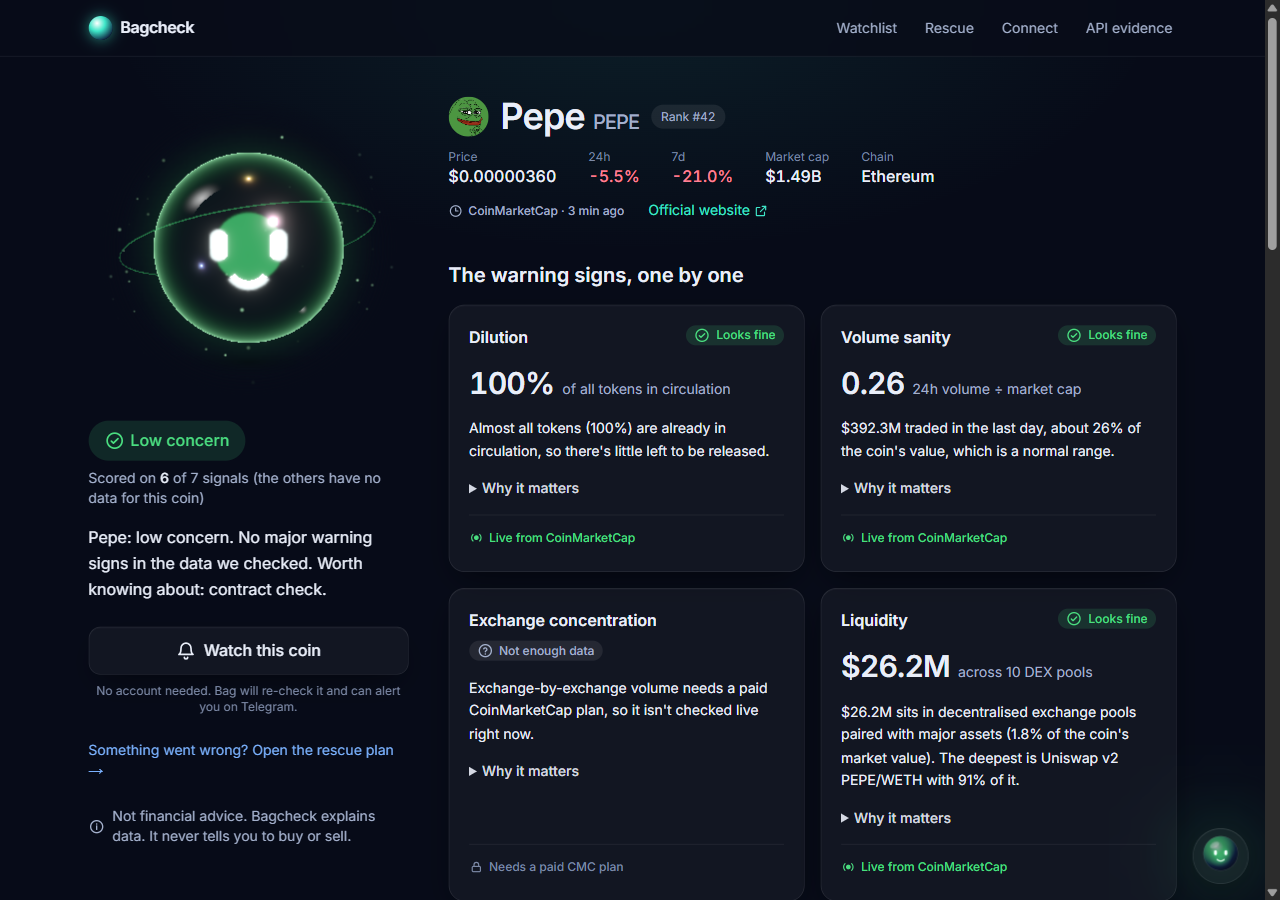 Bagcheck
Watchlist
Rescue
Connect
API evidence
Pepe PEPE Rank #42
Price
$0.00000360
24h
-5.5%
7d
-21.0%
Market cap
$1.49B
Chain
Ethereum
CoinMarketCap · 3 min ago
Official website
Low concern
Scored on 6 of 7 signals (the others have no
data for this coin)
Pepe: low concern. No major warning
signs in the data we checked. Worth
knowing about: contract check.
Watch this coin
No account needed. Bag will re-check it and can alert
you on Telegram.
Something went wrong? Open the rescue plan
→
Not financial advice. Bagcheck explains
data. It never tells you to buy or sell.
The warning signs, one by one
Dilution
Looks fine
100% of all tokens in circulation
Almost all tokens (100%) are already in
circulation, so there's little left to be released.
Why it matters
Live from CoinMarketCap
Volume sanity
Looks fine
0.26 24h volume ÷ market cap
$392.3M traded in the last day, about 26% of
the coin's value, which is a normal range.
Why it matters
Live from CoinMarketCap
Exchange concentration
Not enough data
Exchange-by-exchange volume needs a paid
CoinMarketCap plan, so it isn't checked live
right now.
Why it matters
Needs a paid CMC plan
Liquidity
Looks fine
$26.2M across 10 DEX pools
$26.2M sits in decentralised exchange pools
paired with major assets (1.8% of the coin's
market value). The deepest is Uniswap v2
PEPE/WETH with 91% of it.
Why it matters
Live from CoinMarketCap